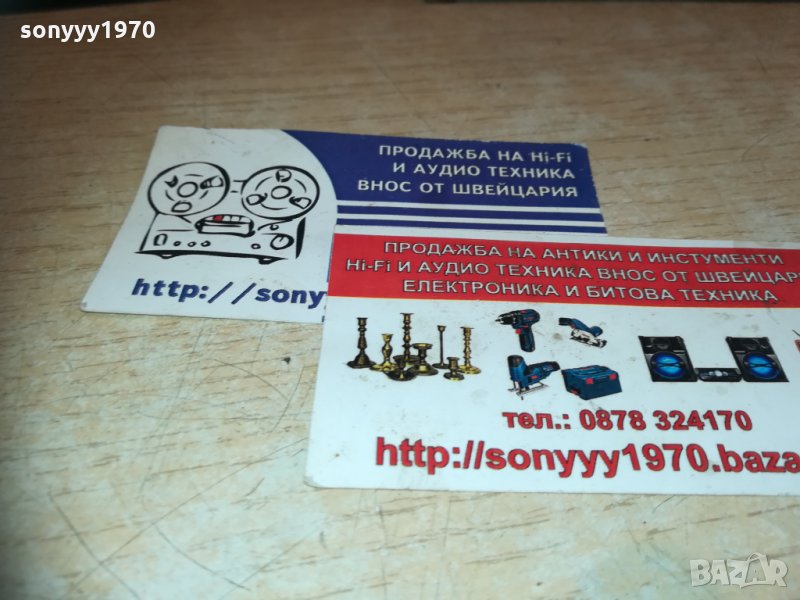 sonyyy1970
ПРОДАЖБА НА Hi-Fi
И АУДИО ТЕХНИКА
ВНОС ОТ ШВЕЙЦАРИЯ
http://sony
ПРОДАЖБА НА АНТИКИ И ИНСТУМЕНТИ
Hi-Fi И АУДИО ТЕХНИКА ВНОС ОТ ШВЕЙЦАР
ЕЛЕКТРОНИКА И БИТОВА ТЕХНИКА
тел.: 0878 324170
http://sonyyy1970.baza
BAZAR